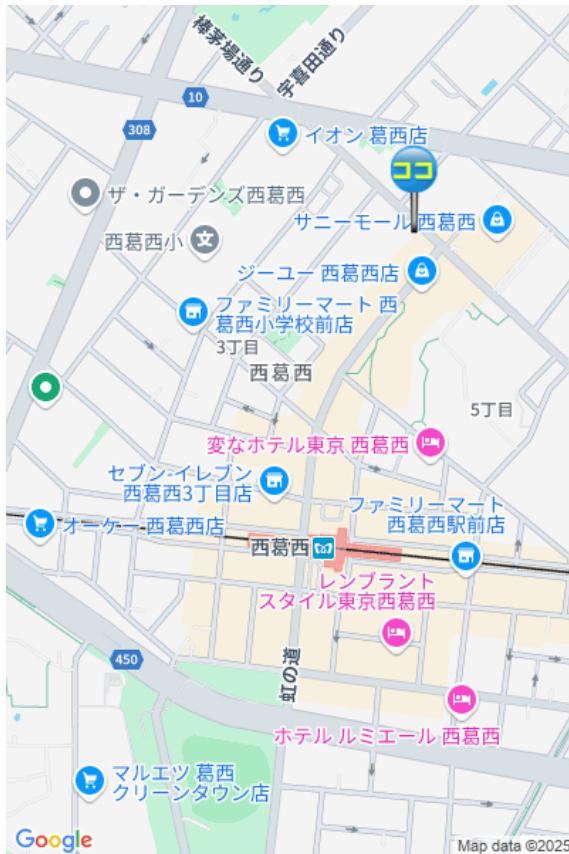 棒茅場通り
宇喜田通り
10
308
イオン 葛西店
ココ
ザ・ガーデンズ西葛西
サニーモール 西葛西
西葛西小
文
ジーユー 西葛西店
ファミリーマート 西
葛西小学校前店
3丁目
西葛西
5丁目
変なホテル東京 西葛西
セブン-イレブン
西葛西3丁目店
ファミリーマート
西葛西駅前店
オーケー 西葛西店
西葛西
レンブラント
スタイル東京西葛西
450
虹の道
ホテル ルミエール 西葛西
マルエツ 葛西
クリーンタウン店
Google
Map data ©2025